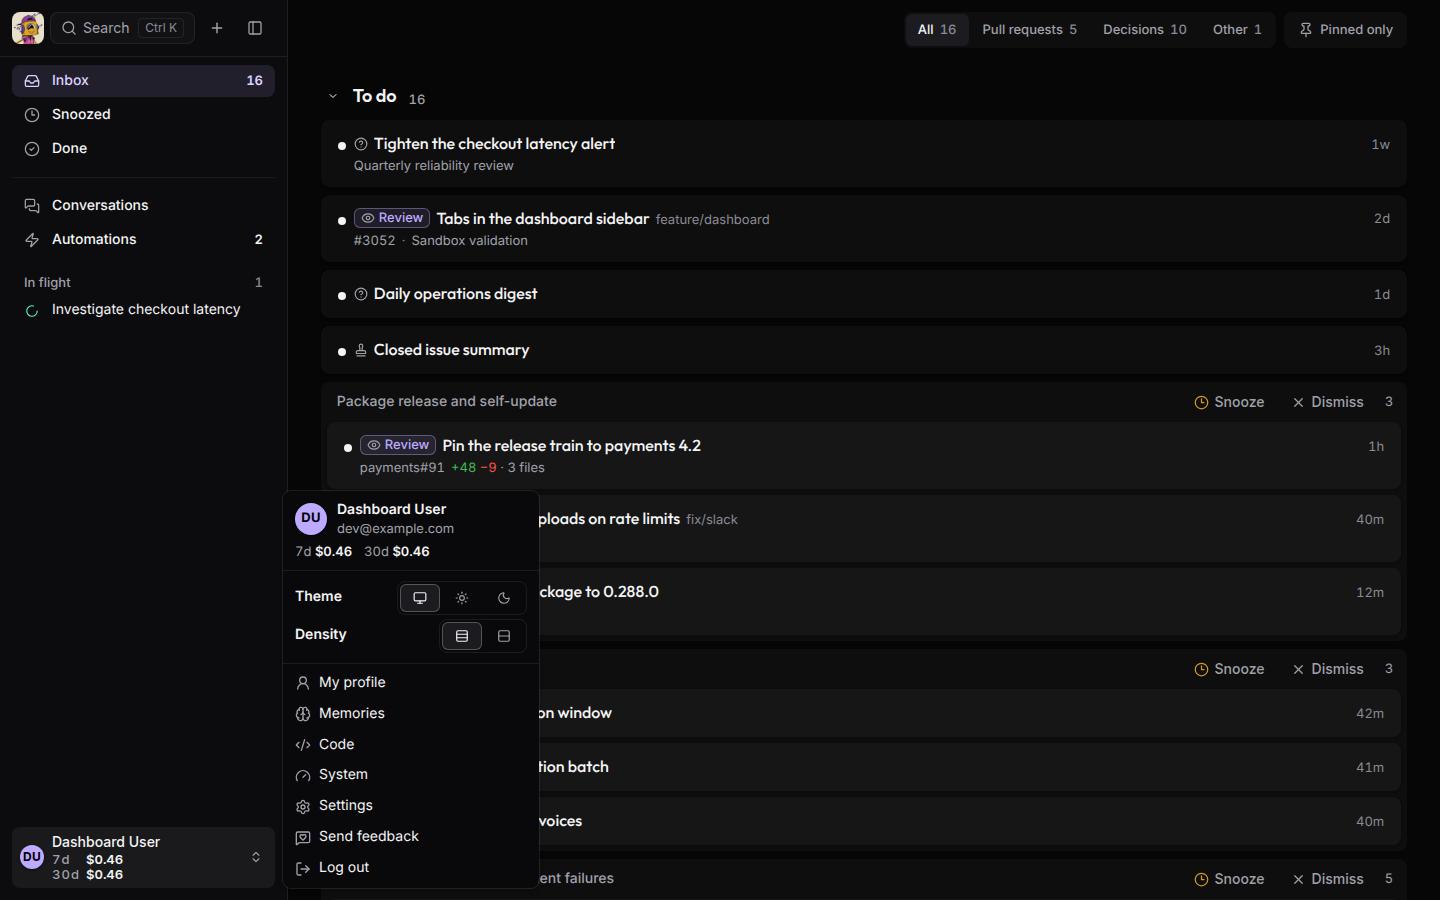 Search Ctrl K
Inbox 16
Snoozed
Done
Conversations
Automations 2
In flight 1
Investigate checkout latency
DU Dashboard User
7d $0.46
30d $0.46
All 16 Pull requests 5 Decisions 10 Other 1 Pinned only
To do 16
Tighten the checkout latency alert 1w
Quarterly reliability review
Review Tabs in the dashboard sidebar feature/dashboard 2d
#3052 · Sandbox validation
Daily operations digest 1d
Closed issue summary 3h
Package release and self-update Snooze Dismiss 3
Review Pin the release train to payments 4.2 1h
payments#91 +48 −9 · 3 files
ploads on rate limits fix/slack 40m
ckage to 0.288.0 12m
Snooze Dismiss 3
on window 42m
tion batch 41m
voices 40m
ent failures Snooze Dismiss 5
DU Dashboard User
dev@example.com
7d $0.46 30d $0.46
Theme
Density
My profile
Memories
Code
System
Settings
Send feedback
Log out